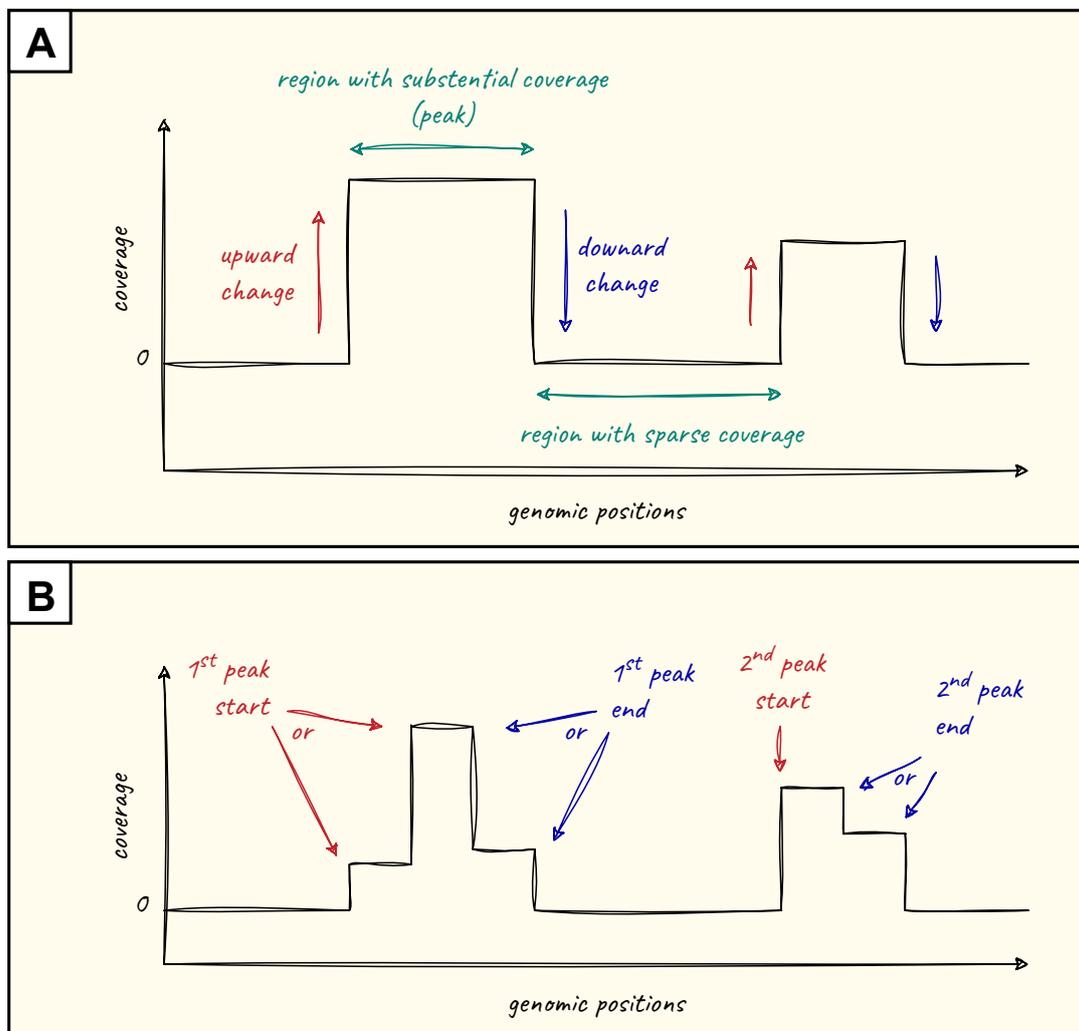 A
region with substential coverage
(peak)
upward
change
downard
change
coverage
0
region with sparse coverage
genomic positions
B
1st peak
start
or
1st peak
end
or
2nd peak
start
2nd peak
end
or
coverage
0
genomic positions